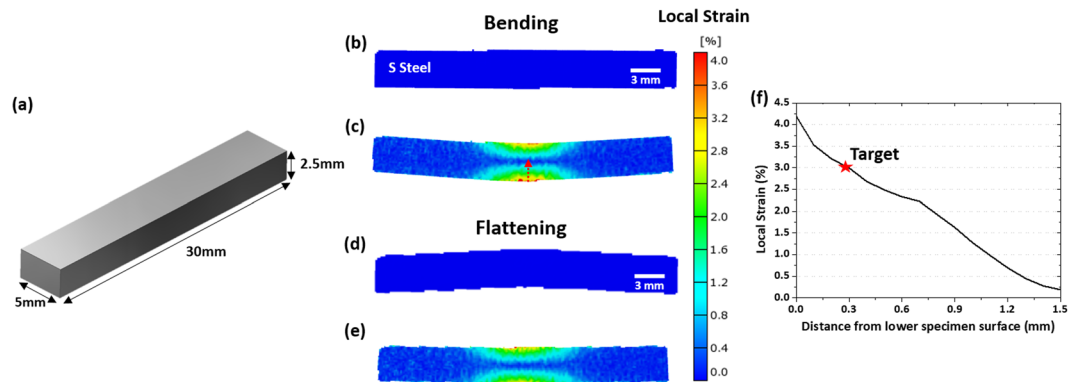 (a)
2.5mm
30mm
5mm
Bending
(b)
S Steel
3 mm
(c)
Flattening
(d)
3 mm
(e)
Local Strain
[%]
4.0
3.6
3.2
2.8
2.4
2.0
1.6
1.2
0.8
0.4
0.0
(f)
4.5
4.0
3.5
3.0
2.5
2.0
1.5
1.0
0.5
0.0
Local Strain (%)
Target
0.0 0.3 0.6 0.9 1.2 1.5
Distance from lower specimen surface (mm)